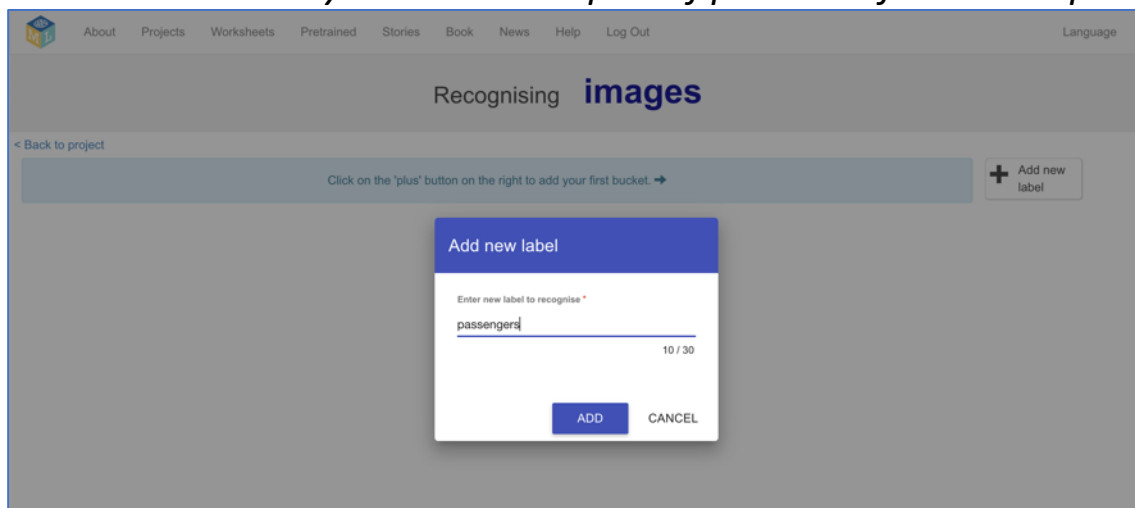 About Projects Worksheets Pretrained Stories Book News Help Log Out Language
Recognising images
< Back to project
Click on the 'plus' button on the right to add your first bucket. ➔
+ Add new
label
Add new label
Enter new label to recognise *
passengers
10 / 30
ADD CANCEL